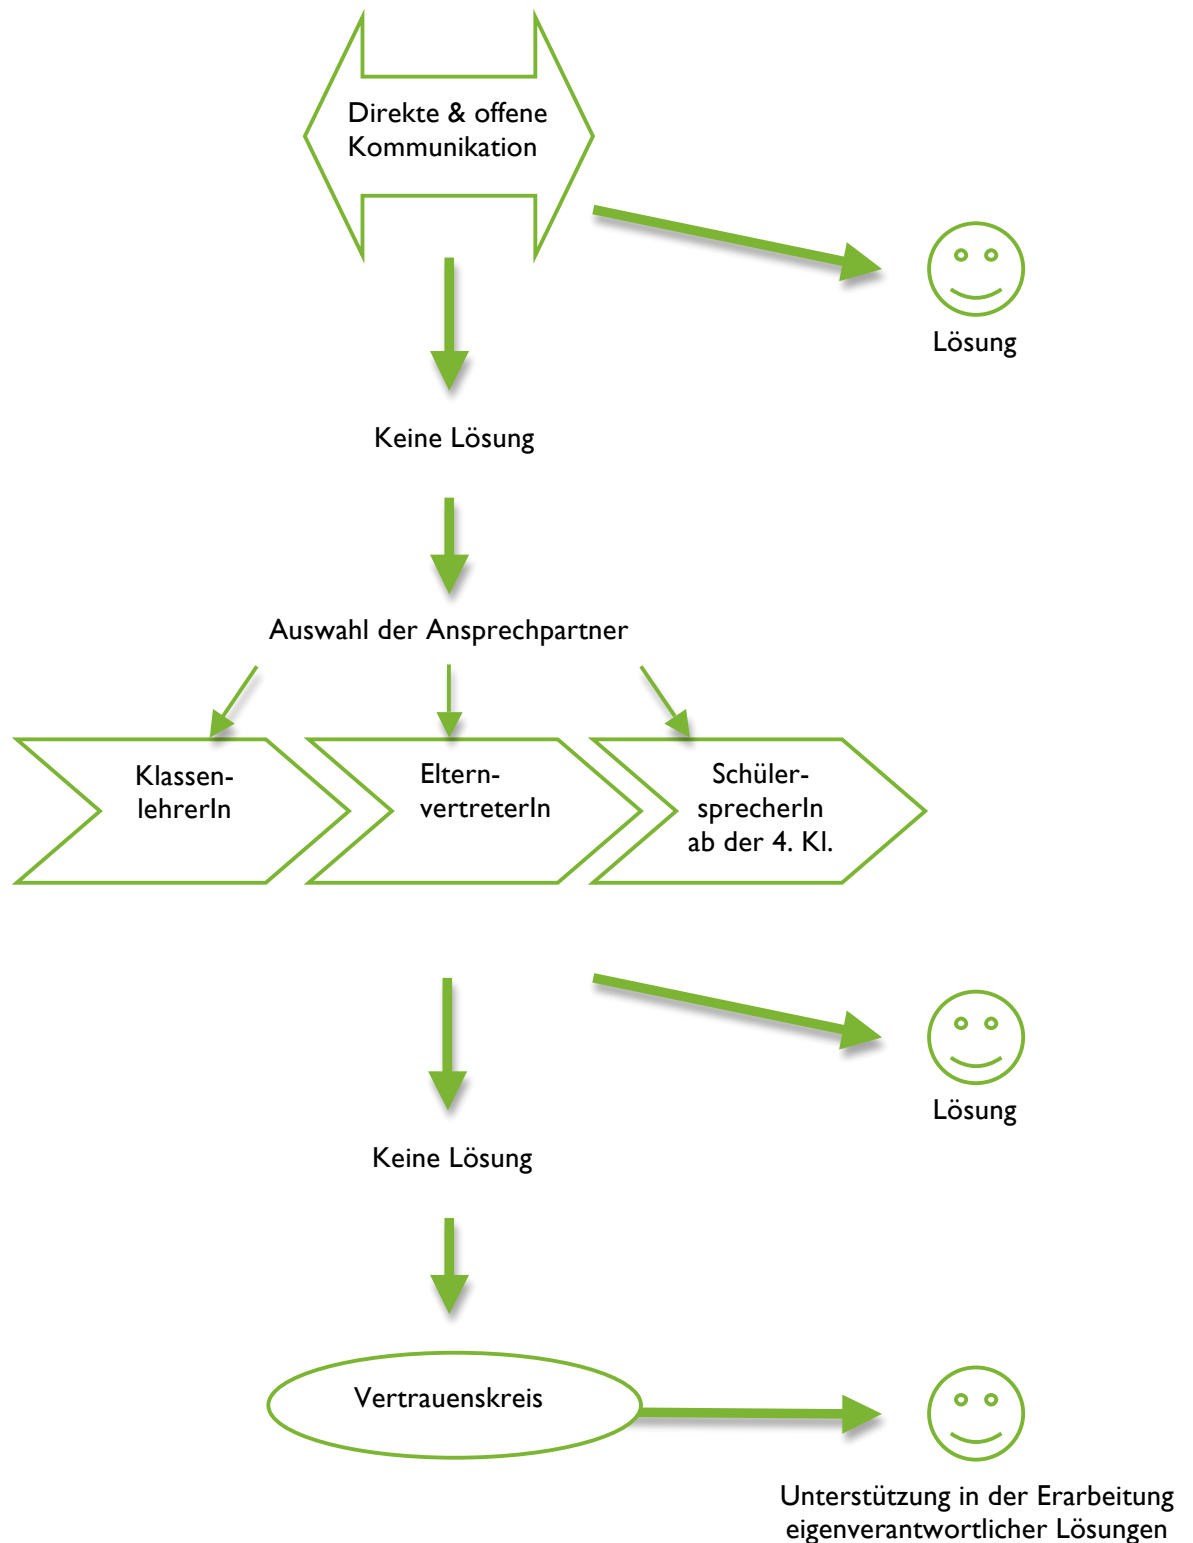 Direkte & offene
Kommunikation
Lösung
Keine Lösung
Auswahl der Ansprechpartner
Klassen-
lehrerIn
Eltern-
vertreterIn
Schüler-
sprecherIn
ab der 4. Kl.
Lösung
Keine Lösung
Vertrauenskreis
Unterstützung in der Erarbeitung
eigenverantwortlicher Lösungen